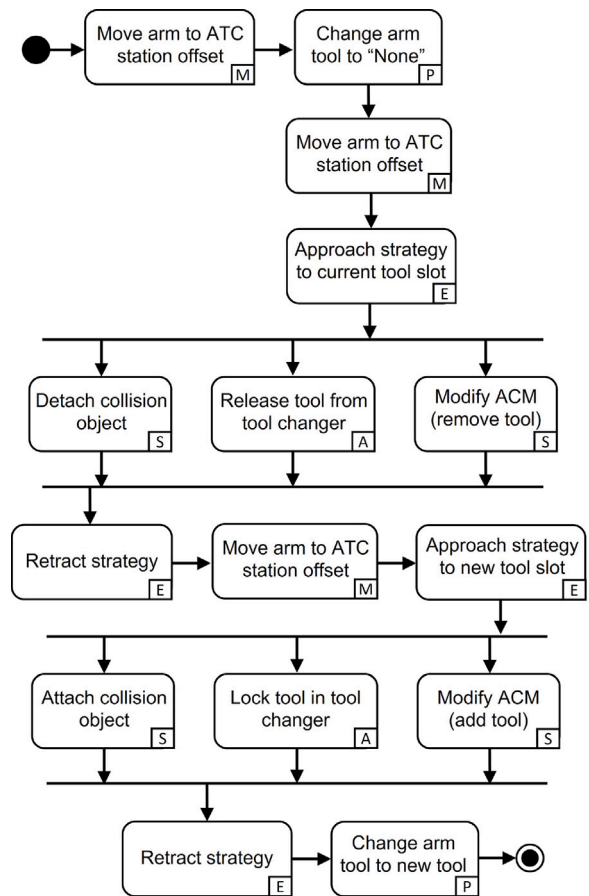 Move arm to ATC
station offset
M
Change arm
tool to “None”
P
Move arm to ATC
station offset
M
Approach strategy
to current tool slot
E
Detach collision
object
S
Release tool from
tool changer
A
Modify ACM
(remove tool)
S
Retract strategy
E
Move arm to ATC
station offset
M
Approach strategy
to new tool slot
E
Attach collision
object
S
Lock tool in tool
changer
A
Modify ACM
(add tool)
S
Retract strategy
E
Change arm
tool to new tool
P